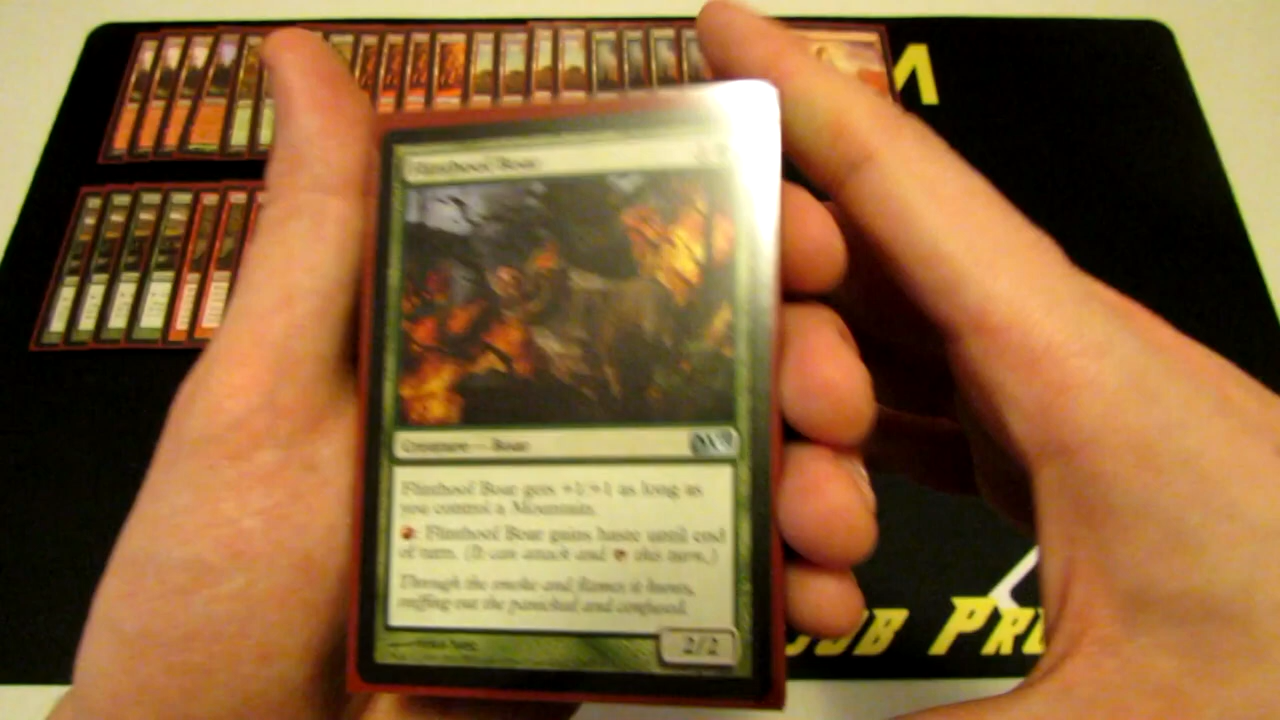 M
Flinthoof Boar
Creature — Boar
Flinthoof Boar gets +1/+1 as long as
you control a Mountain.
: Flinthoof Boar gains haste until end
of turn. (It can attack and this turn.)
Through the smoke and flames it hunts,
sniffing out the panicked and confused.
2/2
COB PRO